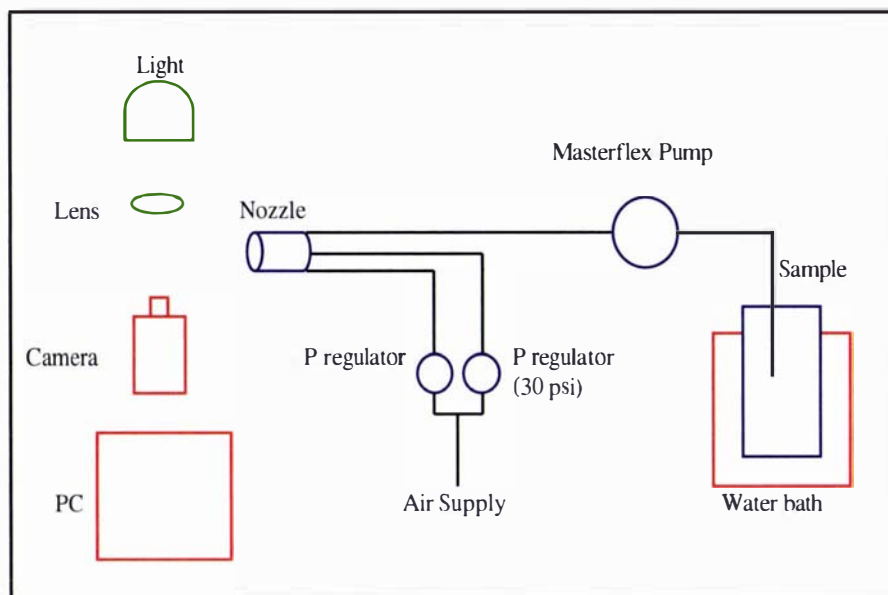 Light
Masterflex Pump
Lens
Nozzle
Sample
Camera
P regulator
P regulator
(30 psi)
PC
Air Supply
Water bath